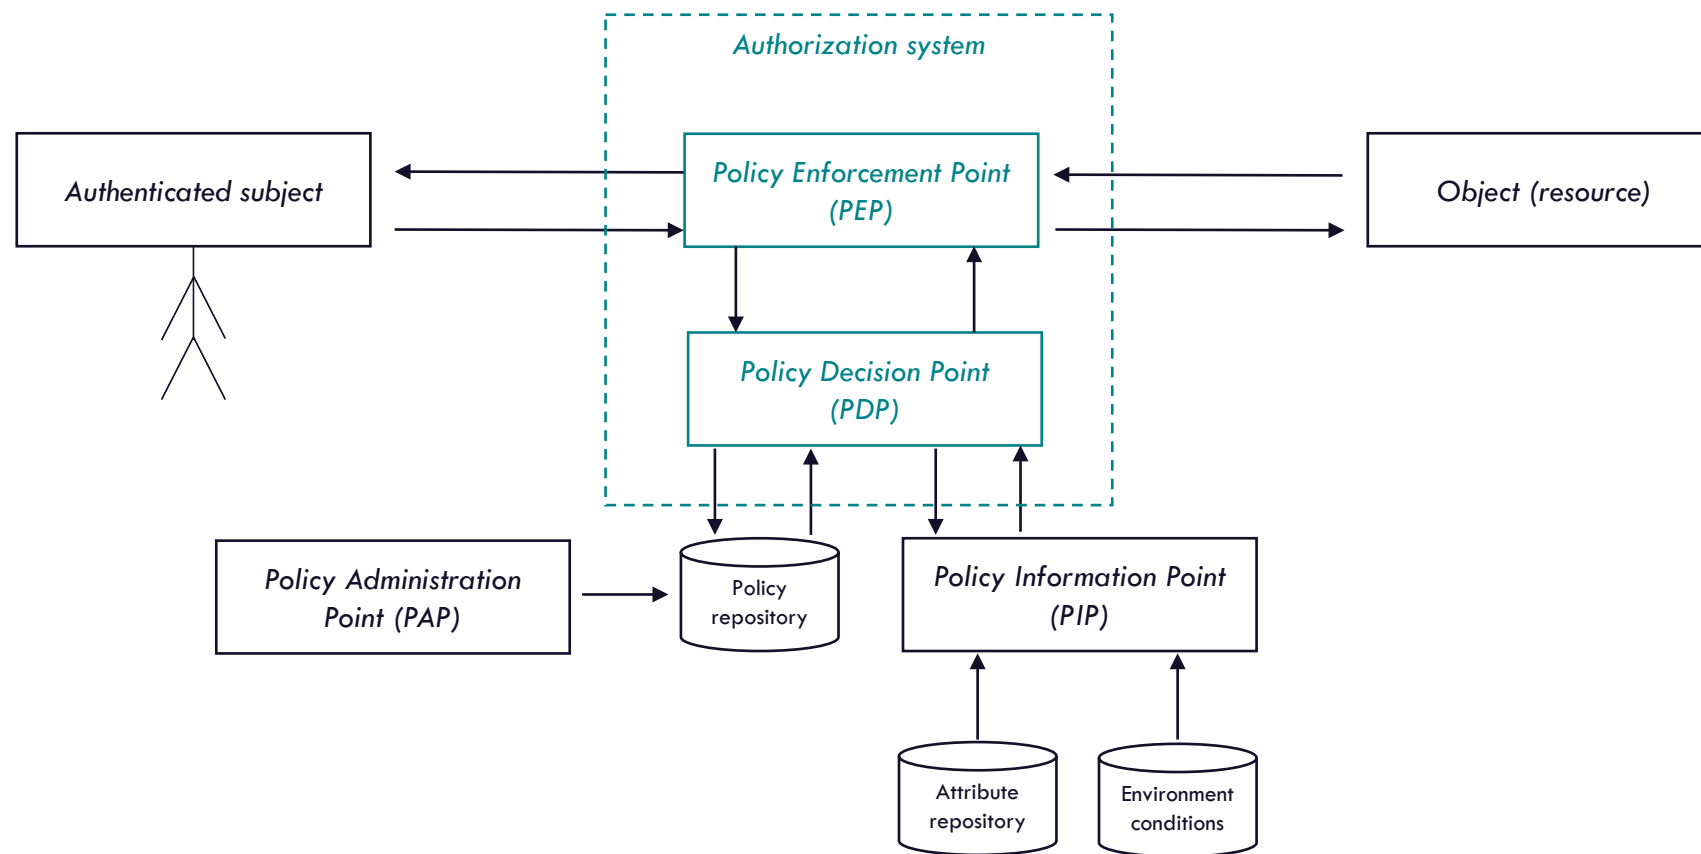 Authorization system
Authenticated subject
Policy Enforcement Point
(PEP)
Object (resource)
Policy Decision Point
(PDP)
Policy Administration
Point (PAP)
Policy
repository
Policy Information Point
(PIP)
Attribute
repository
Environment
conditions